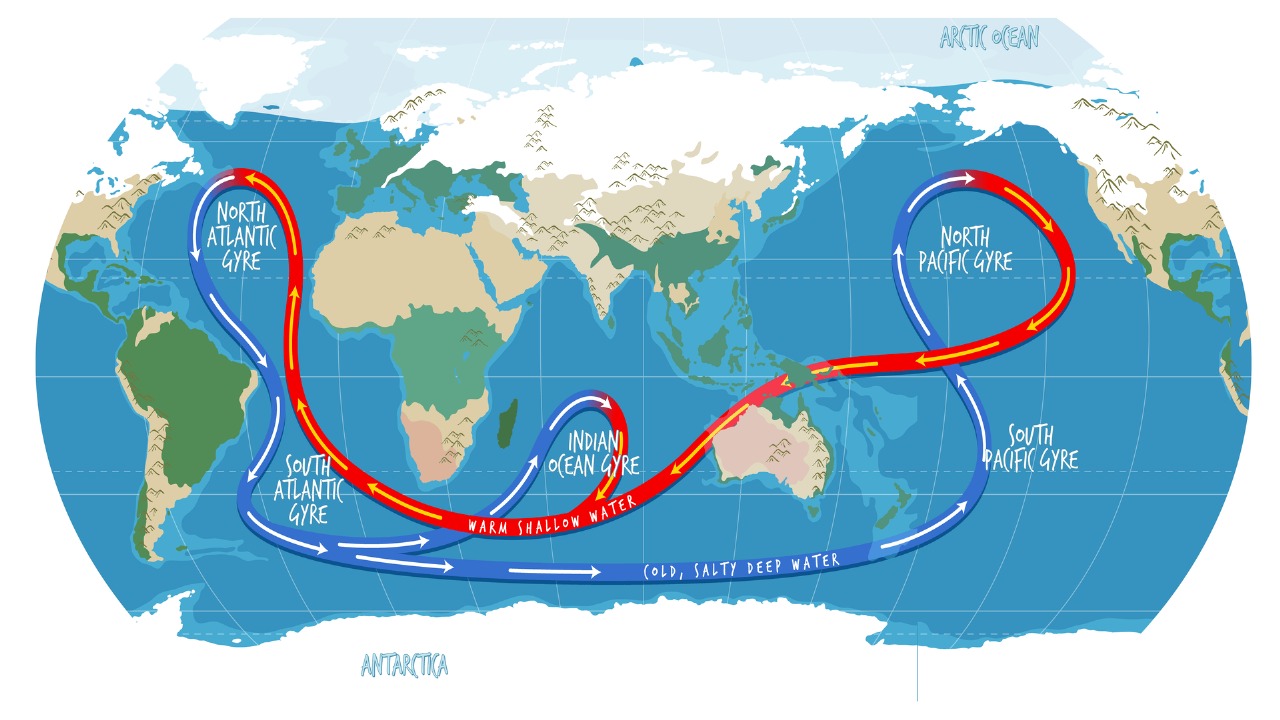 ARCTIC OCEAN
NORTH
ATLANTIC
GYRE
NORTH
PACIFIC GYRE
INDIAN
OCEAN GYRE
SOUTH
PACIFIC GYRE
SOUTH
ATLANTIC
GYRE
WARM SHALLOW WATER
COLD, SALTY DEEP WATER
ANTARCTICA